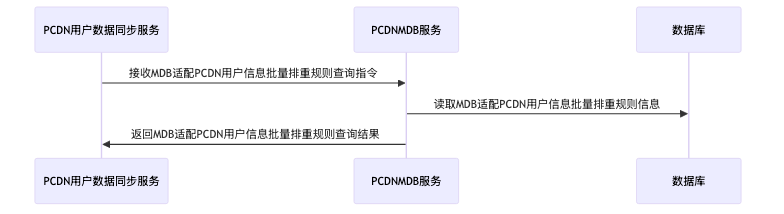 PCDN用户数据同步服务
PCDNMDB服务
数据库
接收MDB适配PCDN用户信息批量排重规则查询指令
读取MDB适配PCDN用户信息批量排重规则信息
返回MDB适配PCDN用户信息批量排重规则查询结果
PCDN用户数据同步服务
PCDNMDB服务
数据库